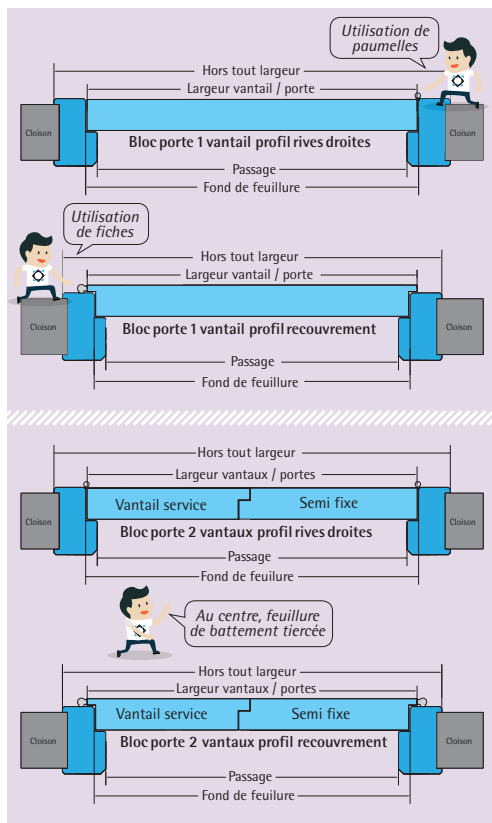 Utilisation de
paumelles
Hors tout largeur
Largeur vantail / porte
Cloison
Cloison
Bloc porte 1 vantail profil rives droites
Passage
Fond de feuillure
Utilisation
de fiches
Hors tout largeur
Largeur vantail / porte
Cloison
Cloison
Bloc porte 1 vantail profil recouvrement
Passage
Fond de feuillure
Hors tout largeur
Largeur vantaux / portes
Vantail service
Semi fixe
Cloison
Cloison
Bloc porte 2 vantaux profil rives droites
Passage
Fond de feuilure
Au centre, feuillure
de battement tiercée
Hors tout largeur
Largeur vantaux / portes
Vantail service
Semi fixe
Cloison
Cloison
Bloc porte 2 vantaux profil recouvrement
Passage
Fond de feuilure